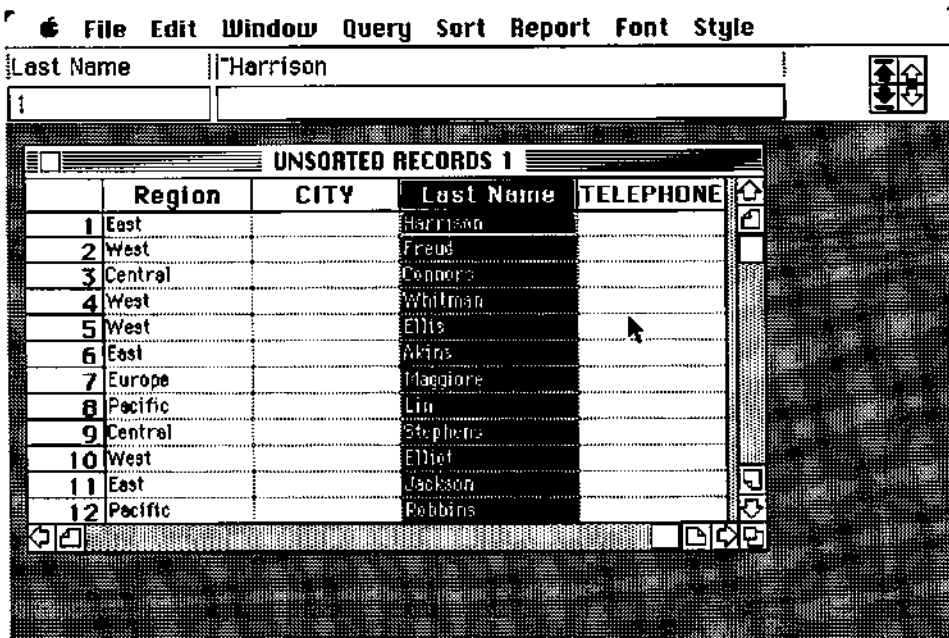 File Edit Window Query Sort Report Font Style
Last Name "Harrison
1
UNSORTED RECORDS 1
Region CITY Last Name TELEPHONE
1 East Harrison
2 West Freud
3 Central Connors
4 West Whitman
5 West Ellis
6 East Akins
7 Europe Maggiore
8 Pacific Lin
9 Central Stephens
10 West Elliot
11 East Jackson
12 Pacific Robbins